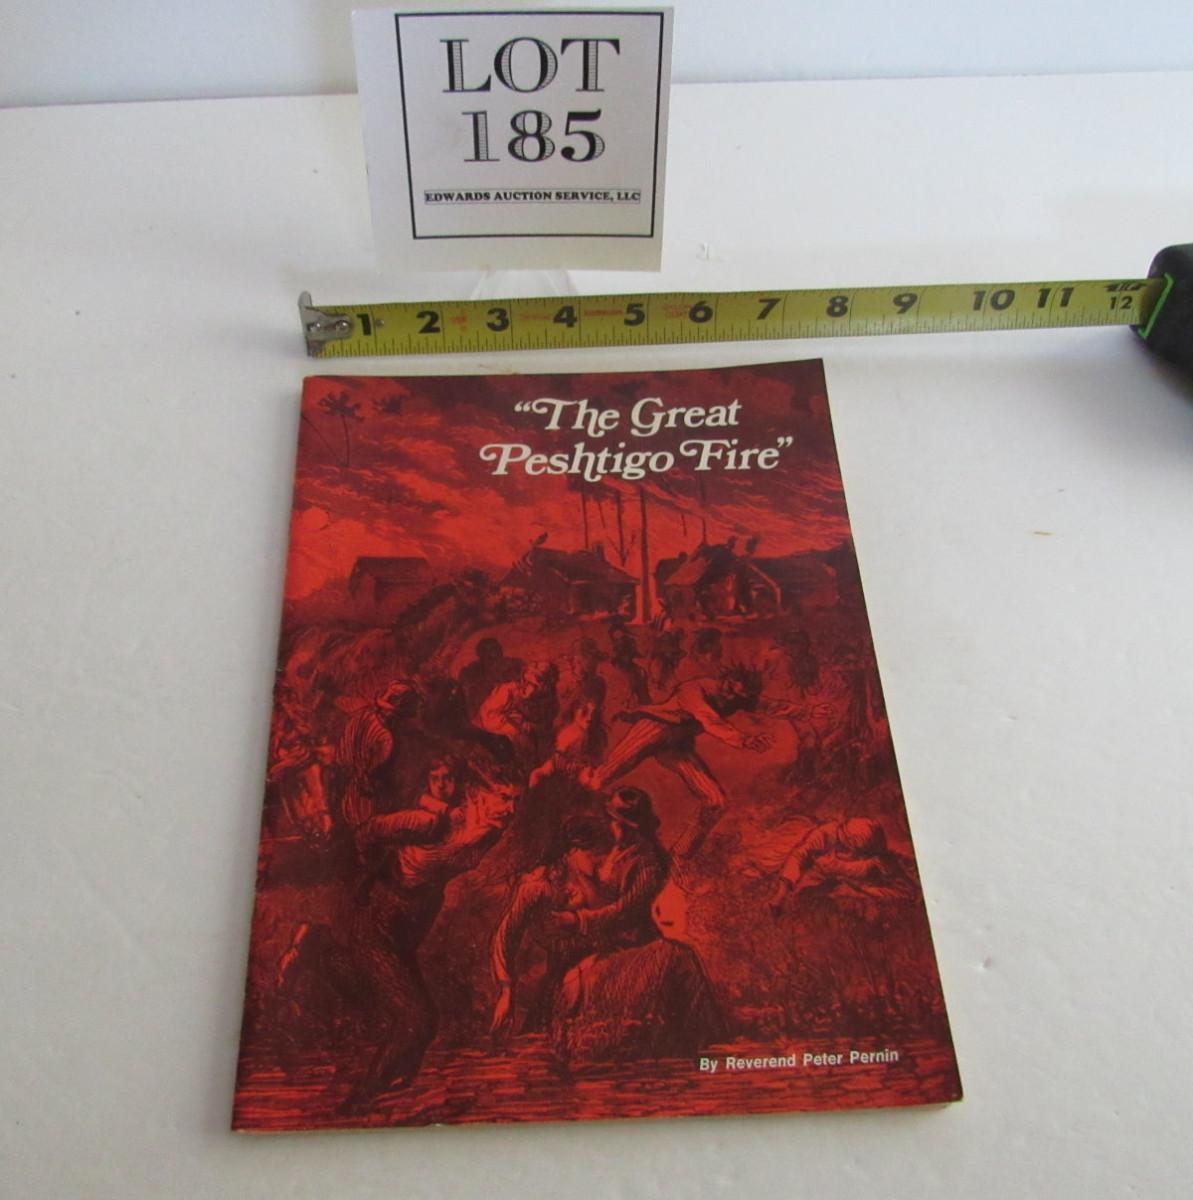 LOT
185
EDWARDS AUCTION SERVICE, LLC
1 2 3 4 5 6 7 8 9 10 11 12
“The Great
Peshtigo Fire”
By Reverend Peter Pernin